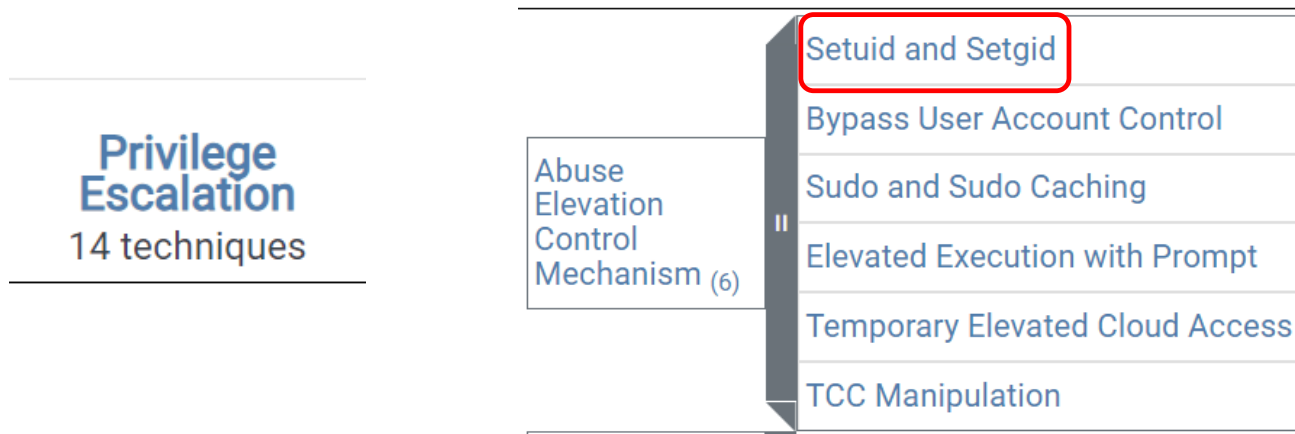 Privilege
Escalation
14 techniques
Abuse
Elevation
Control
Mechanism (6)
Setuid and Setgid
Bypass User Account Control
Sudo and Sudo Caching
Elevated Execution with Prompt
Temporary Elevated Cloud Access
TCC Manipulation